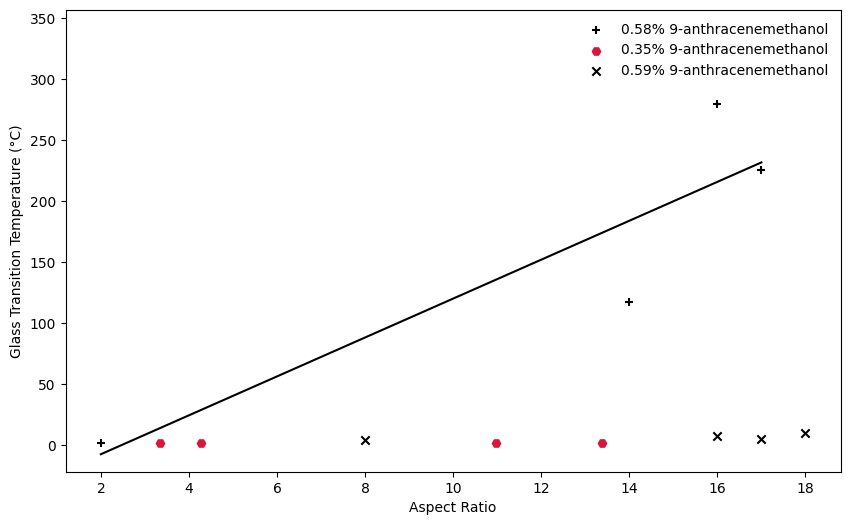 0.58% 9-anthracenemethanol
0.35% 9-anthracenemethanol
0.59% 9-anthracenemethanol
Glass Transition Temperature (°C)
350
300
250
200
150
100
50
0
2 4 6 8 10 12 14 16 18
Aspect Ratio